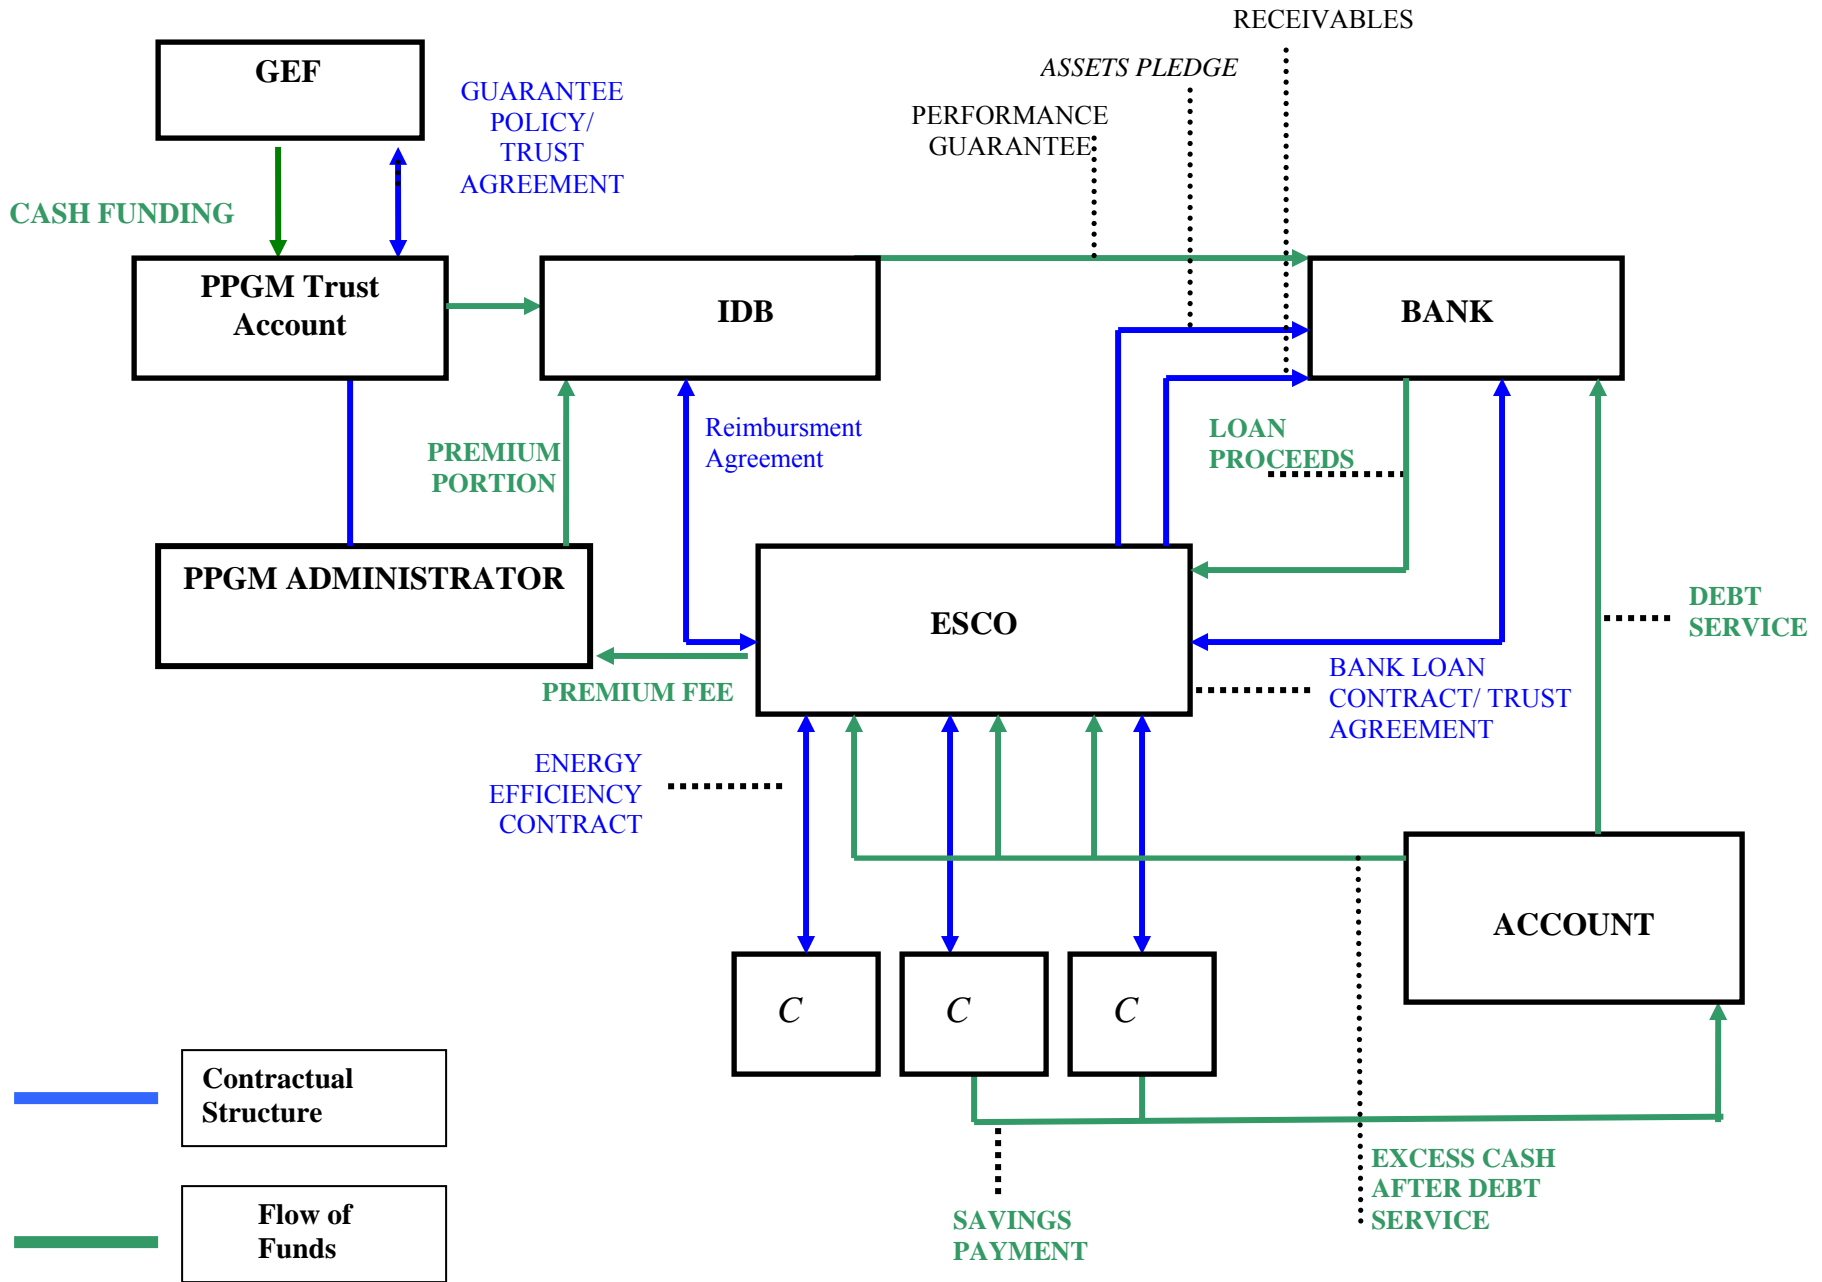 RECEIVABLES
ASSETS PLEDGE
PERFORMANCE
GUARANTEE
GEF
GUARANTEE
POLICY/
TRUST
AGREEMENT
CASH FUNDING
PPGM Trust
Account
IDB
BANK
PREMIUM
PORTION
Reimbursment
Agreement
LOAN
PROCEEDS
PPGM ADMINISTRATOR
ESCO
DEBT
SERVICE
PREMIUM FEE
BANK LOAN
CONTRACT/ TRUST
AGREEMENT
ENERGY
EFFICIENCY
CONTRACT
ACCOUNT
C
C
C
Contractual
Structure
EXCESS CASH
AFTER DEBT
SERVICE
SAVINGS
PAYMENT
Flow of
Funds